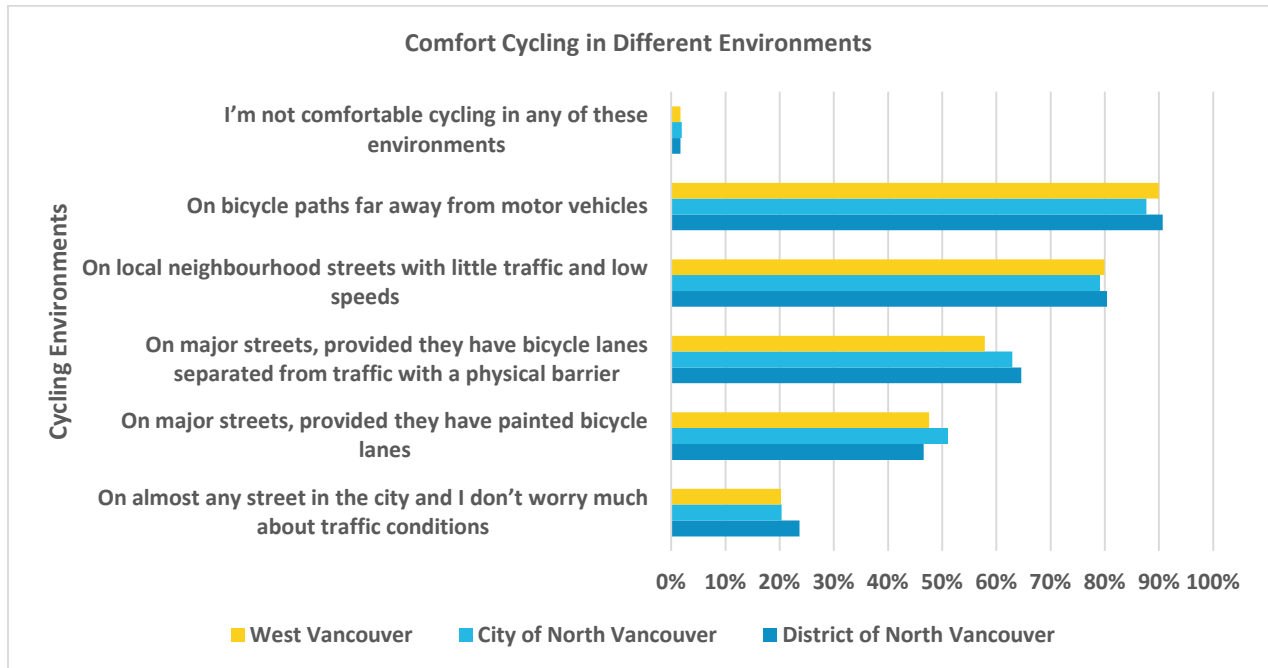 Comfort Cycling in Different Environments
Cycling Environments
I’m not comfortable cycling in any of these
environments
On bicycle paths far away from motor vehicles
On local neighbourhood streets with little traffic and low
speeds
On major streets, provided they have bicycle lanes
separated from traffic with a physical barrier
On major streets, provided they have painted bicycle
lanes
On almost any street in the city and I don’t worry much
about traffic conditions
0% 10% 20% 30% 40% 50% 60% 70% 80% 90% 100%
West Vancouver City of North Vancouver District of North Vancouver